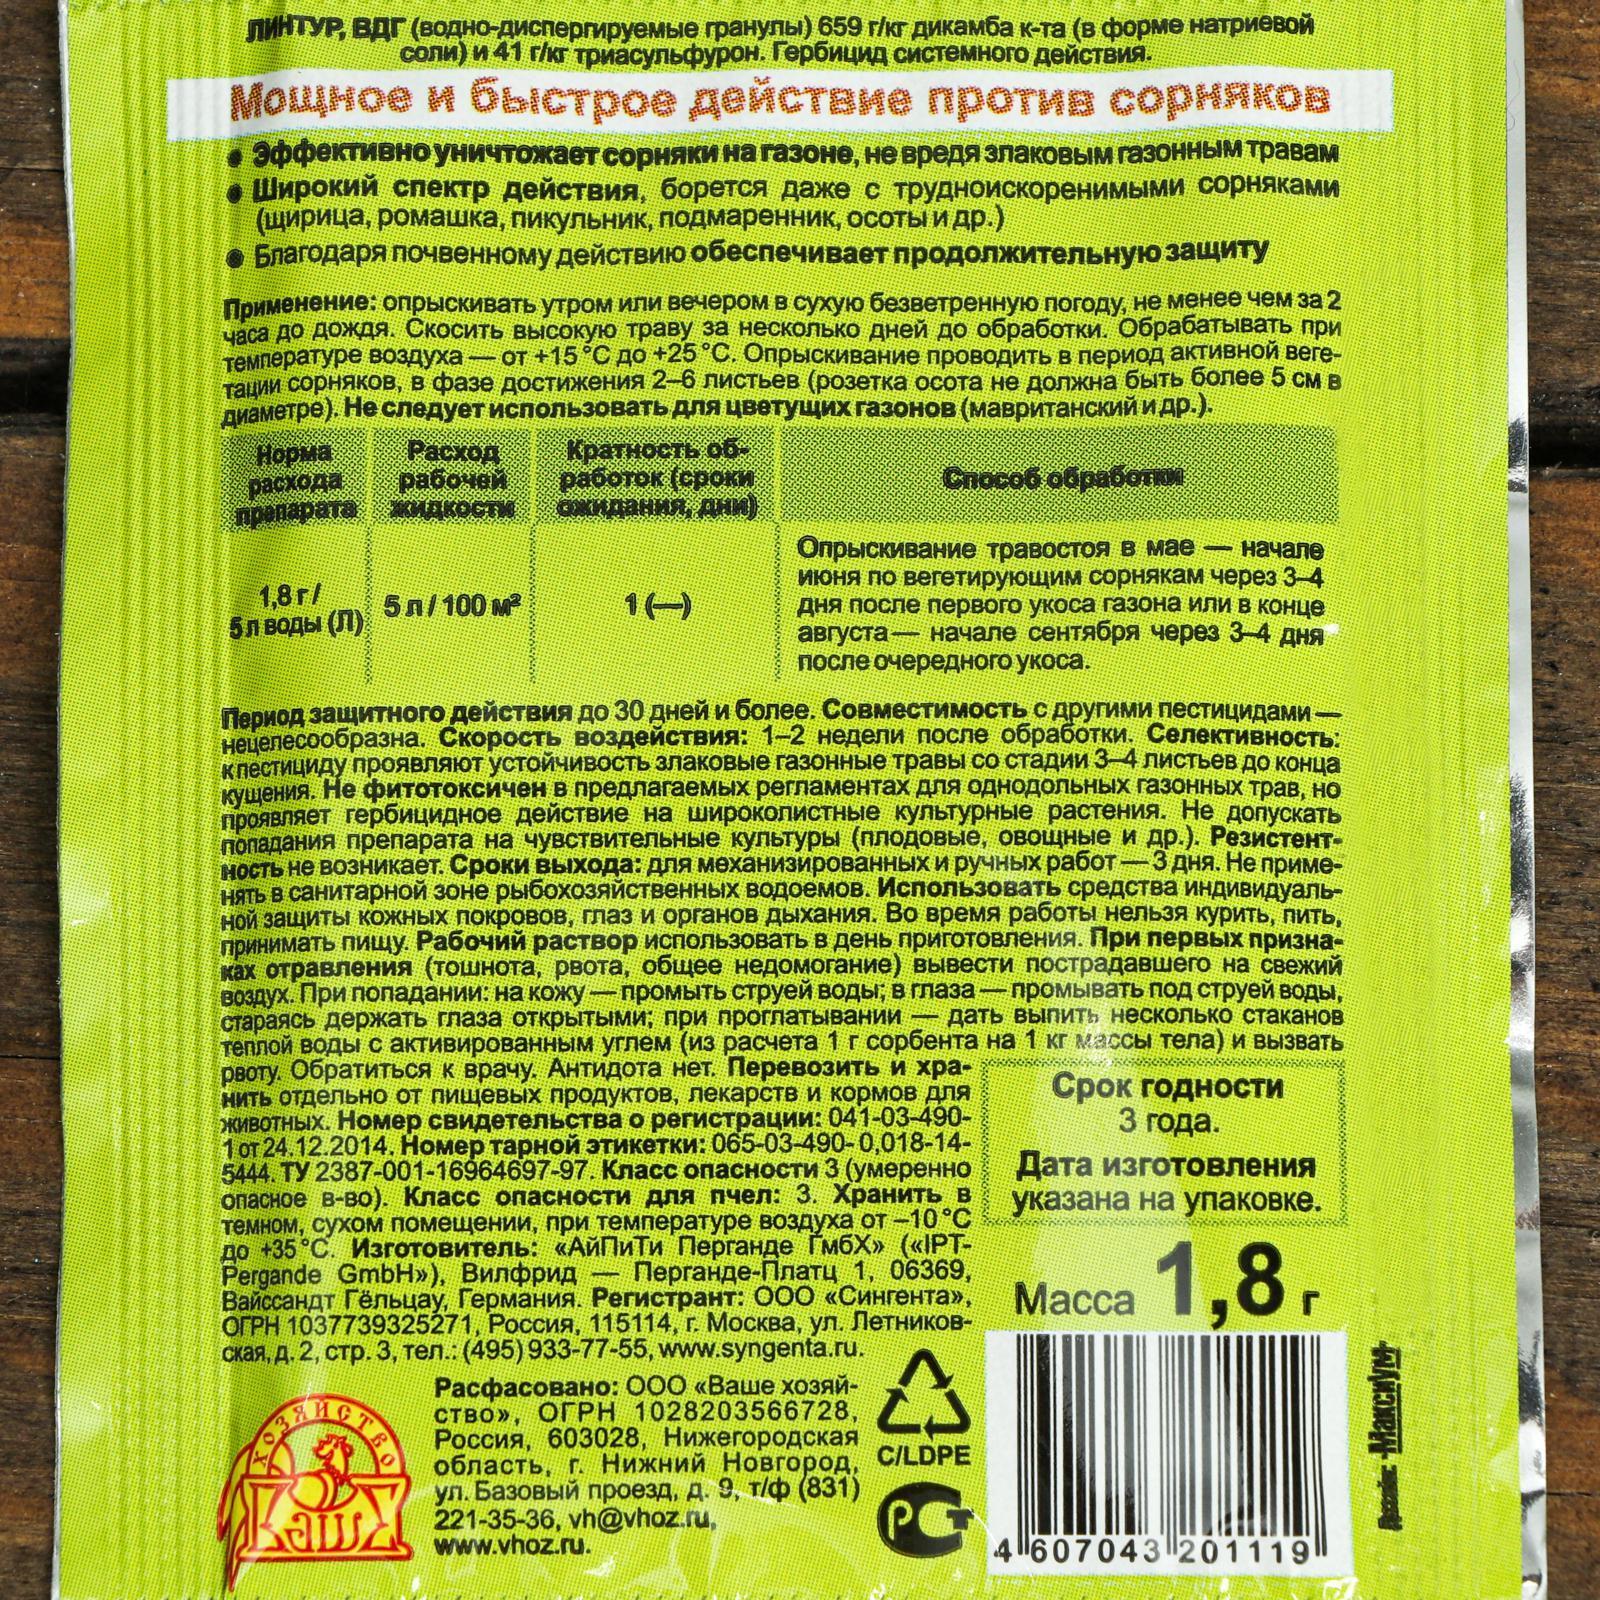 ЛИНТУР, ВДГ (водно-диспергируемые гранулы) 659 г/кг дикамба к-та (в форме натриевой
соли) и 41 г/кг триасульфурон. Гербицид системного действия.
Мощное и быстрое действие против сорняков
• Эффективно уничтожает сорняки на газоне, не вредя злаковым газонным травам
• Широкий спектр действия, борется даже с трудноискоренимыми сорняками
(щирица, ромашка, пикульник, подмаренник, осоты и др.)
• Благодаря почвенному действию обеспечивает продолжительную защиту
Применение: опрыскивать утром или вечером в сухую безветренную погоду, не менее чем за 2
часа до дождя. Скосить высокую траву за несколько дней до обработки. Обрабатывать при
температуре воздуха — от +15 °С до +25 °С. Опрыскивание проводить в период активной веге-
тации сорняков, в фазе достижения 2–6 листьев (розетка осота не должна быть более 5 см в
диаметре). Не следует использовать для цветущих газонов (мавританский и др.).
Норма
расхода
препарата
Расход
рабочей
жидкости
Кратность об-
работок (сроки
ожидания, дни)
Способ обработки
1,8 г /
5 л воды (Л)
5 л / 100 м²
1 (—)
Опрыскивание травостоя в мае — начале
июня по вегетирующим сорнякам через 3–4
дня после первого укоса газона или в конце
августа — начале сентября через 3–4 дня
после очередного укоса.
Период защитного действия до 30 дней и более. Совместимость с другими пестицидами —
нецелесообразна. Скорость воздействия: 1–2 недели после обработки. Селективность:
к пестициду проявляют устойчивость злаковые газонные травы со стадии 3–4 листьев до конца
кущения. Не фитотоксичен в предлагаемых регламентах для однодольных газонных трав, но
проявляет гербицидное действие на широколистные культурные растения. Не допускать
попадания препарата на чувствительные культуры (плодовые, овощные и др.). Резистент-
ность не возникает. Сроки выхода: для механизированных и ручных работ — 3 дня. Не приме-
нять в санитарной зоне рыбохозяйственных водоемов. Использовать средства индивидуаль-
ной защиты кожных покровов, глаз и органов дыхания. Во время работы нельзя курить, пить,
принимать пищу. Рабочий раствор использовать в день приготовления. При первых призна-
ках отравления (тошнота, рвота, общее недомогание) вывести пострадавшего на свежий
воздух. При попадании: на кожу — промыть струей воды; в глаза — промывать под струей воды,
стараясь держать глаза открытыми; при проглатывании — дать выпить несколько стаканов
теплой воды с активированным углем (из расчета 1 г сорбента на 1 кг массы тела) и вызвать
рвоту. Обратиться к врачу. Антидота нет. Перевозить и хра-
нить отдельно от пищевых продуктов, лекарств и кормов для
животных. Номер свидетельства о регистрации: 041-03-490-
1 от 24.12.2014. Номер тарной этикетки: 065-03-490- 0,018-14-
5444. ТУ 2387-001-16964697-97. Класс опасности 3 (умеренно
опасное в-во). Класс опасности для пчел: 3. Хранить в
темном, сухом помещении, при температуре воздуха от –10 °С
до +35 °С. Изготовитель: «АйПиТи Перганде ГмбХ» («IPT-
Pergande GmbH»), Вилфрид — Перганде-Платц 1, 06369,
Вайссандт Гёльцау, Германия. Регистрант: ООО «Сингента»,
ОГРН 1037739325271, Россия, 115114, г. Москва, ул. Летников-
ская, д. 2, стр. 3, тел.: (495) 933-77-55, www.syngenta.ru.
Срок годности
3 года.
Дата изготовления
указана на упаковке.
Масса 1,8 г
ХОЗЯЙСТВО
ВАШЕ
Расфасовано: ООО «Ваше хозяй-
ство», ОГРН 1028203566728,
Россия, 603028, Нижегородская
область, г. Нижний Новгород,
ул. Базовый проезд, д. 9, т/ф (831)
221-35-36, vh@vhoz.ru,
www.vhoz.ru.
C/LDPE
РСТ
4 607043 201119
Дизайн: «Максиум»